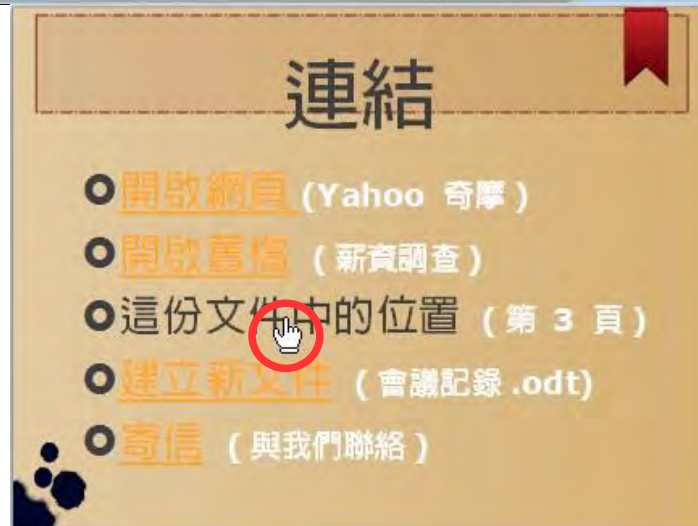 連結
開啟網頁 (Yahoo 奇摩)
開啟舊檔 (薪資調查)
這份文件中的位置 (第 3 頁)
建立新文件 (會議記錄.odt)
寄信 (與我們聯絡)